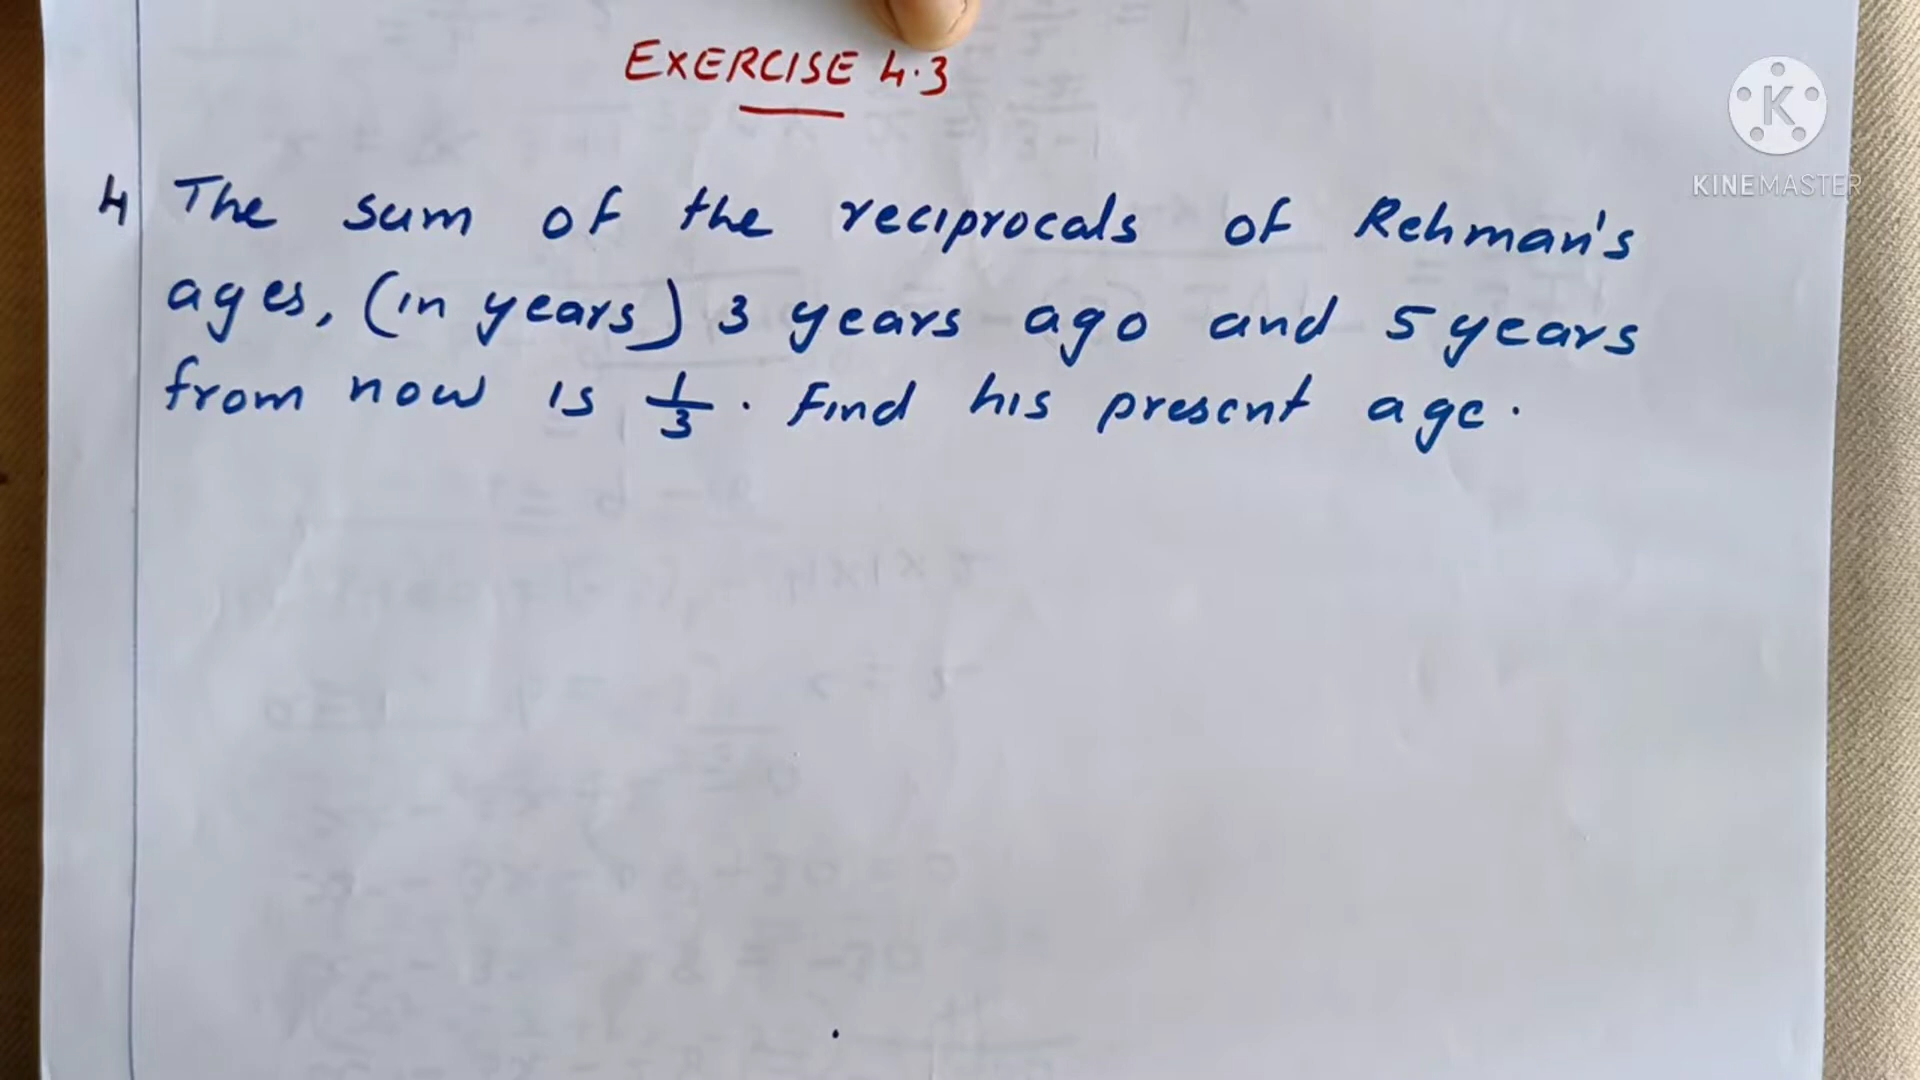 EXERCISE 4.3
4 The sum of the reciprocals of Rehman's
ages, (in years) 3 years ago and 5 years
from now is 1/3. Find his present age.
K
KINEMASTER